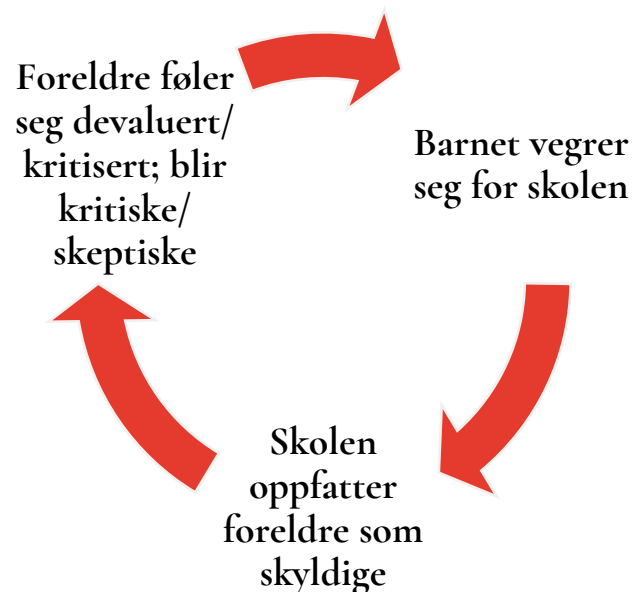 Foreldre føler
seg devaluert/
kritisert; blir
kritiske/
skeptiske
Barnet vegrer
seg for skolen
Skolen
oppfatter
foreldre som
skyldige